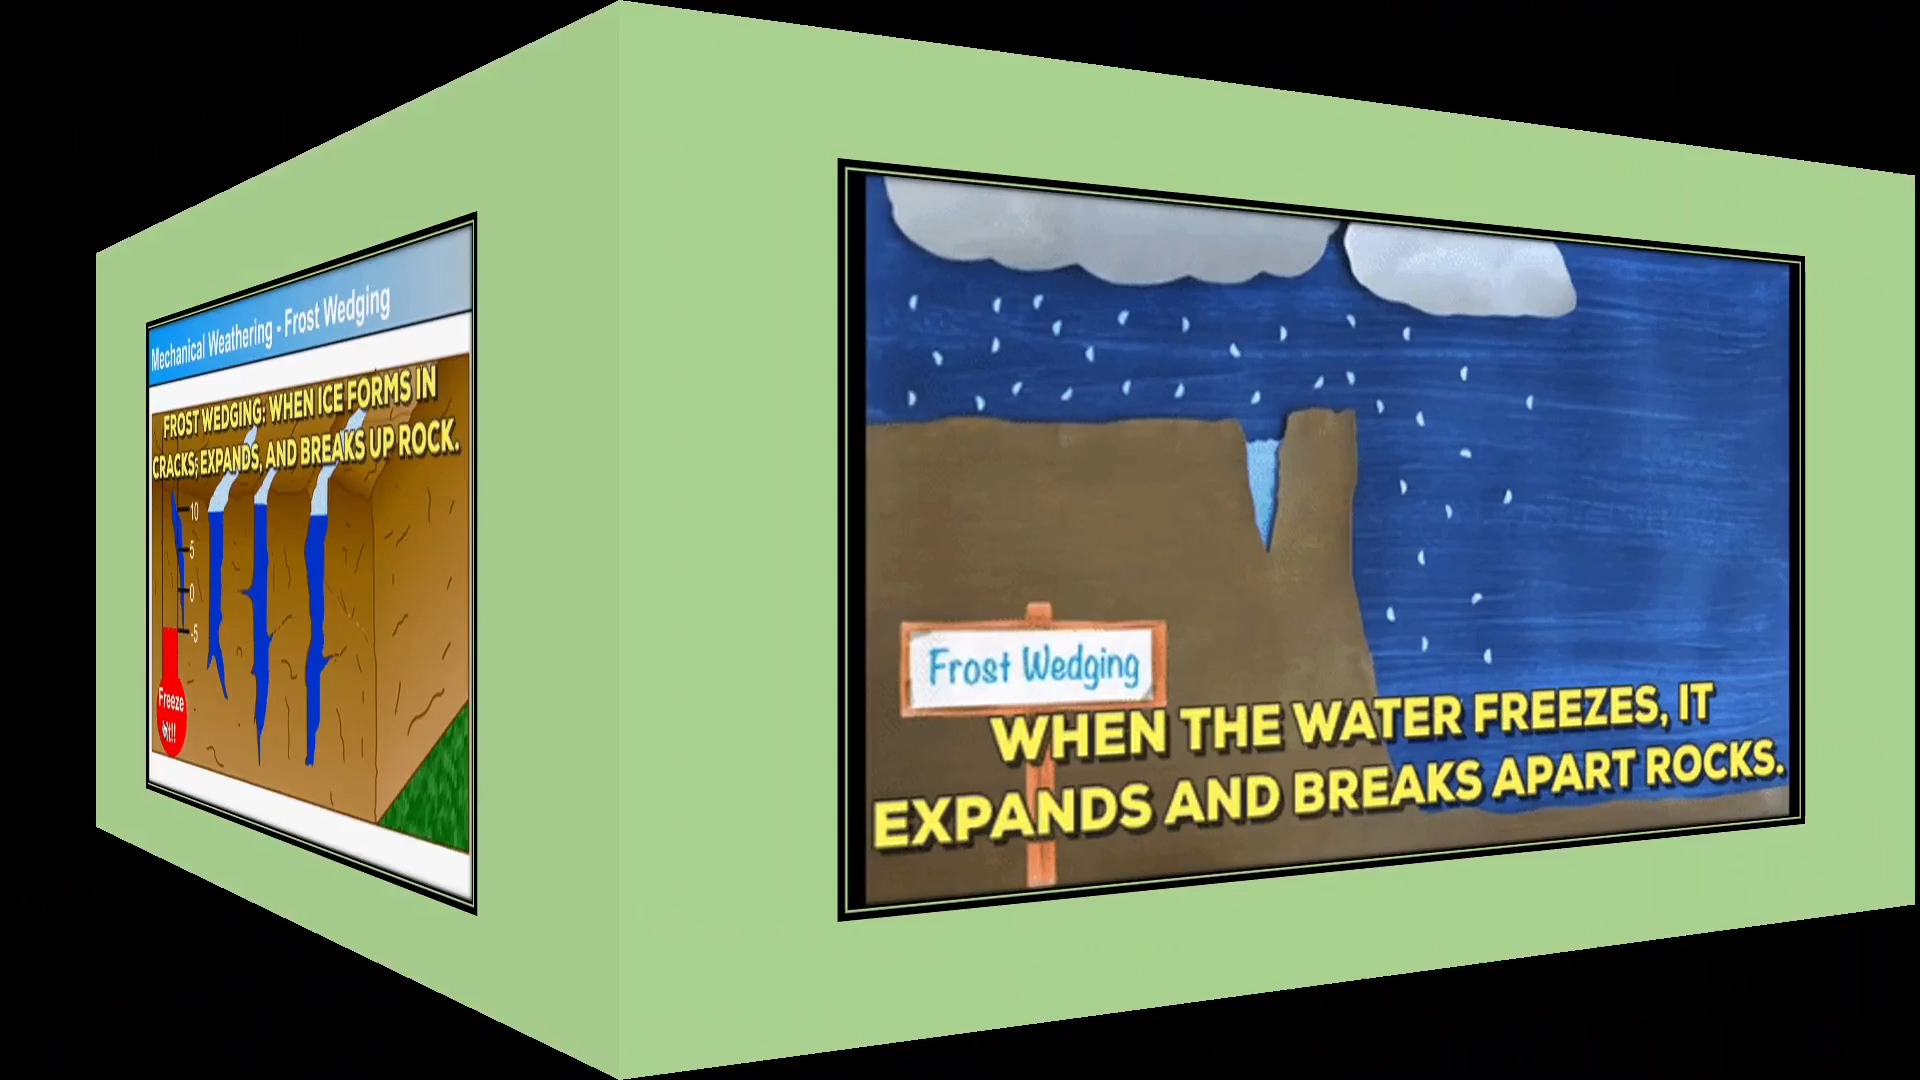 Mechanical Weathering - Frost Wedging
FROST WEDGING: WHEN ICE FORMS IN
CRACKS, EXPANDS, AND BREAKS UP ROCK.
10
5
0
-5
Freeze
bit!!
Frost Wedging
WHEN THE WATER FREEZES, IT
EXPANDS AND BREAKS APART ROCKS.